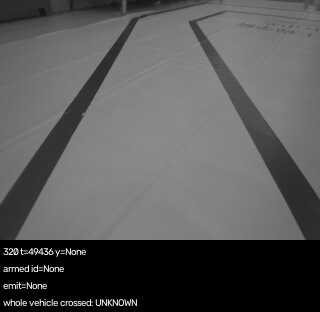 320 t=49436 y=None
armed id=None
emit=None
whole vehicle crossed: UNKNOWN